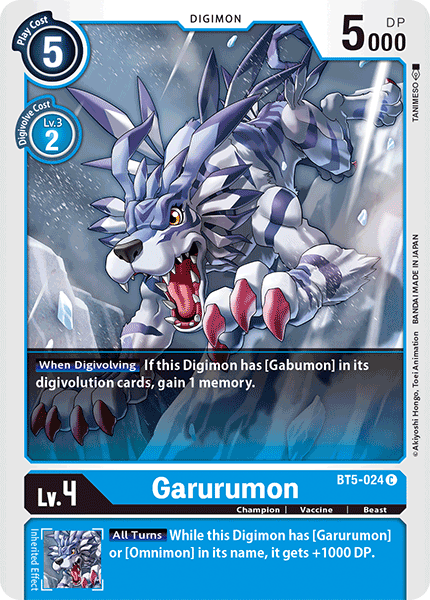 Play Cost
5
DIGIMON
DP
5000
Digivolve Cost
Lv.3
2
TANIMESO
©Akiyoshi Hongo, Toei Animation BANDAI MADE IN JAPAN
When Digivolving If this Digimon has [Gabumon] in its
digivolution cards, gain 1 memory.
Lv.4
Garurumon
BT5-024 C
Champion | Vaccine | Beast
Inherited Effect
All Turns While this Digimon has [Garurumon]
or [Omnimon] in its name, it gets +1000 DP.